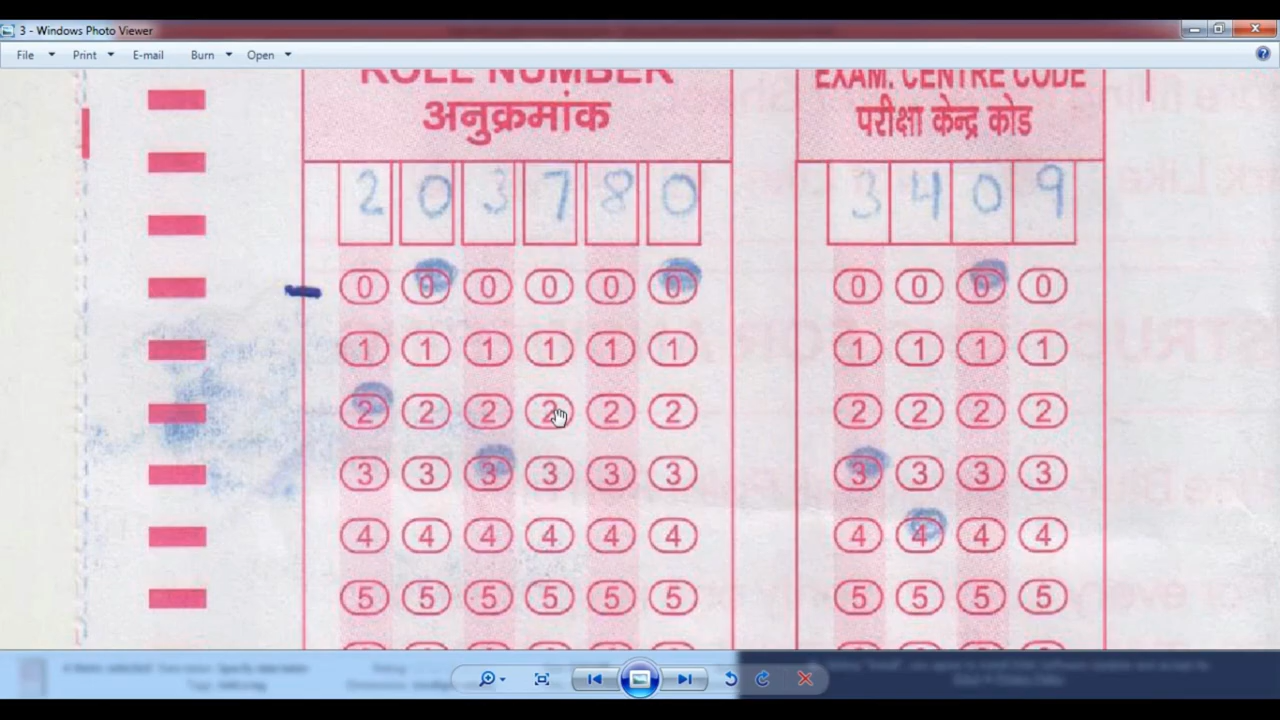 3 - Windows Photo Viewer
File Print E-mail Burn Open
ROLL NUMBER
अनुक्रमांक
2 0 3 7 8 0
0 0 0 0 0 0
1 1 1 1 1 1
2 2 2 2 2 2
3 3 3 3 3 3
4 4 4 4 4 4
5 5 5 5 5 5
EXAM. CENTRE CODE
परीक्षा केन्द्र कोड
3 4 0 9
0 0 0 0
1 1 1 1
2 2 2 2
3 3 3 3
4 4 4 4
5 5 5 5